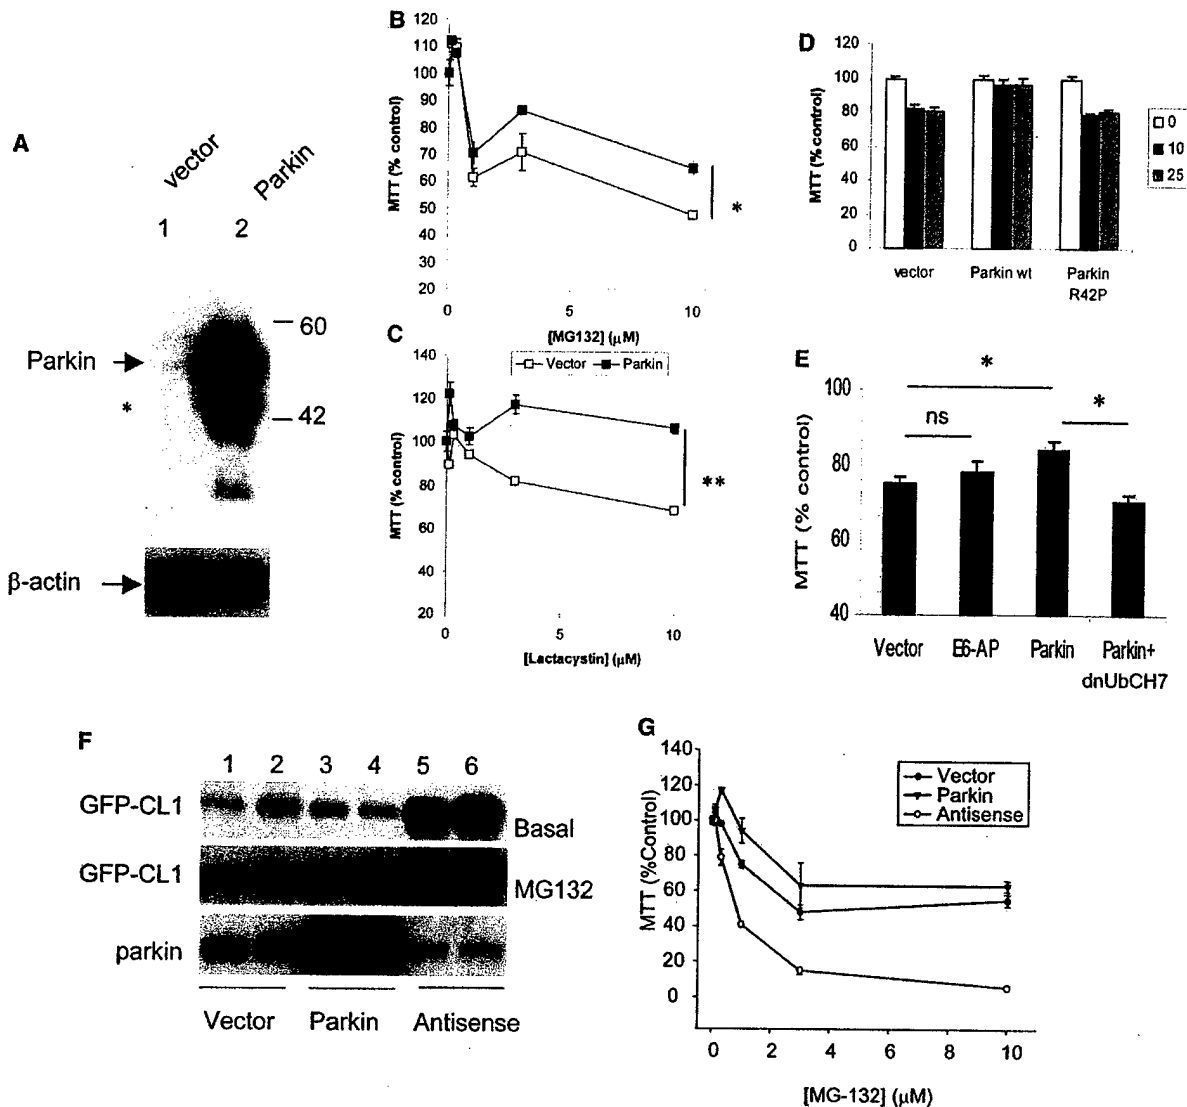 A
vector
Parkin
1 2
60
Parkin
*
42
β-actin
B
120
110
100
90
80
70
60
50
40
30
20
MTT (% control)
*
0 5 10
[MG132] (μM)
C
Vector Parkin
140
120
100
80
60
40
20
MTT (% control)
**
0 5 10
[Lactacystin] (μM)
D
120
100
80
60
40
20
0
MTT (% control)
0
10
25
vector Parkin wt Parkin
R42P
E
100
80
60
40
MTT (% control)
*
ns
*
Vector E6-AP Parkin Parkin+
dnUbCH7
F
1 2 3 4 5 6
GFP-CL1
Basal
GFP-CL1
MG132
parkin
Vector Parkin Antisense
G
140
120
100
80
60
40
20
0
MTT (%Control)
Vector
Parkin
Antisense
0 2 4 6 8 10
[MG-132] (μM)